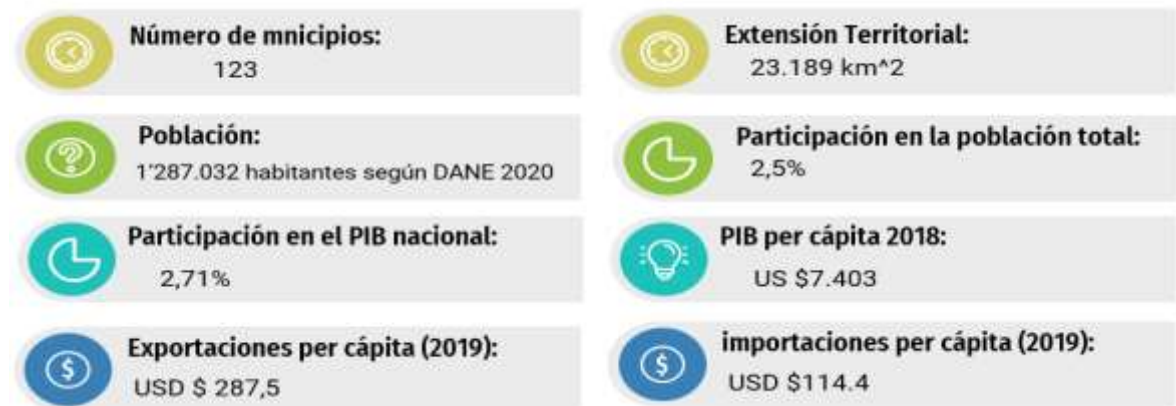 Número de mnicipios:
123
Extensión Territorial:
23.189 km^2
Población:
1'287.032 habitantes según DANE 2020
Participación en la población total:
2,5%
Participación en el PIB nacional:
2,71%
PIB per cápita 2018:
US $7.403
Exportaciones per cápita (2019):
USD $ 287,5
importaciones per cápita (2019):
USD $114.4